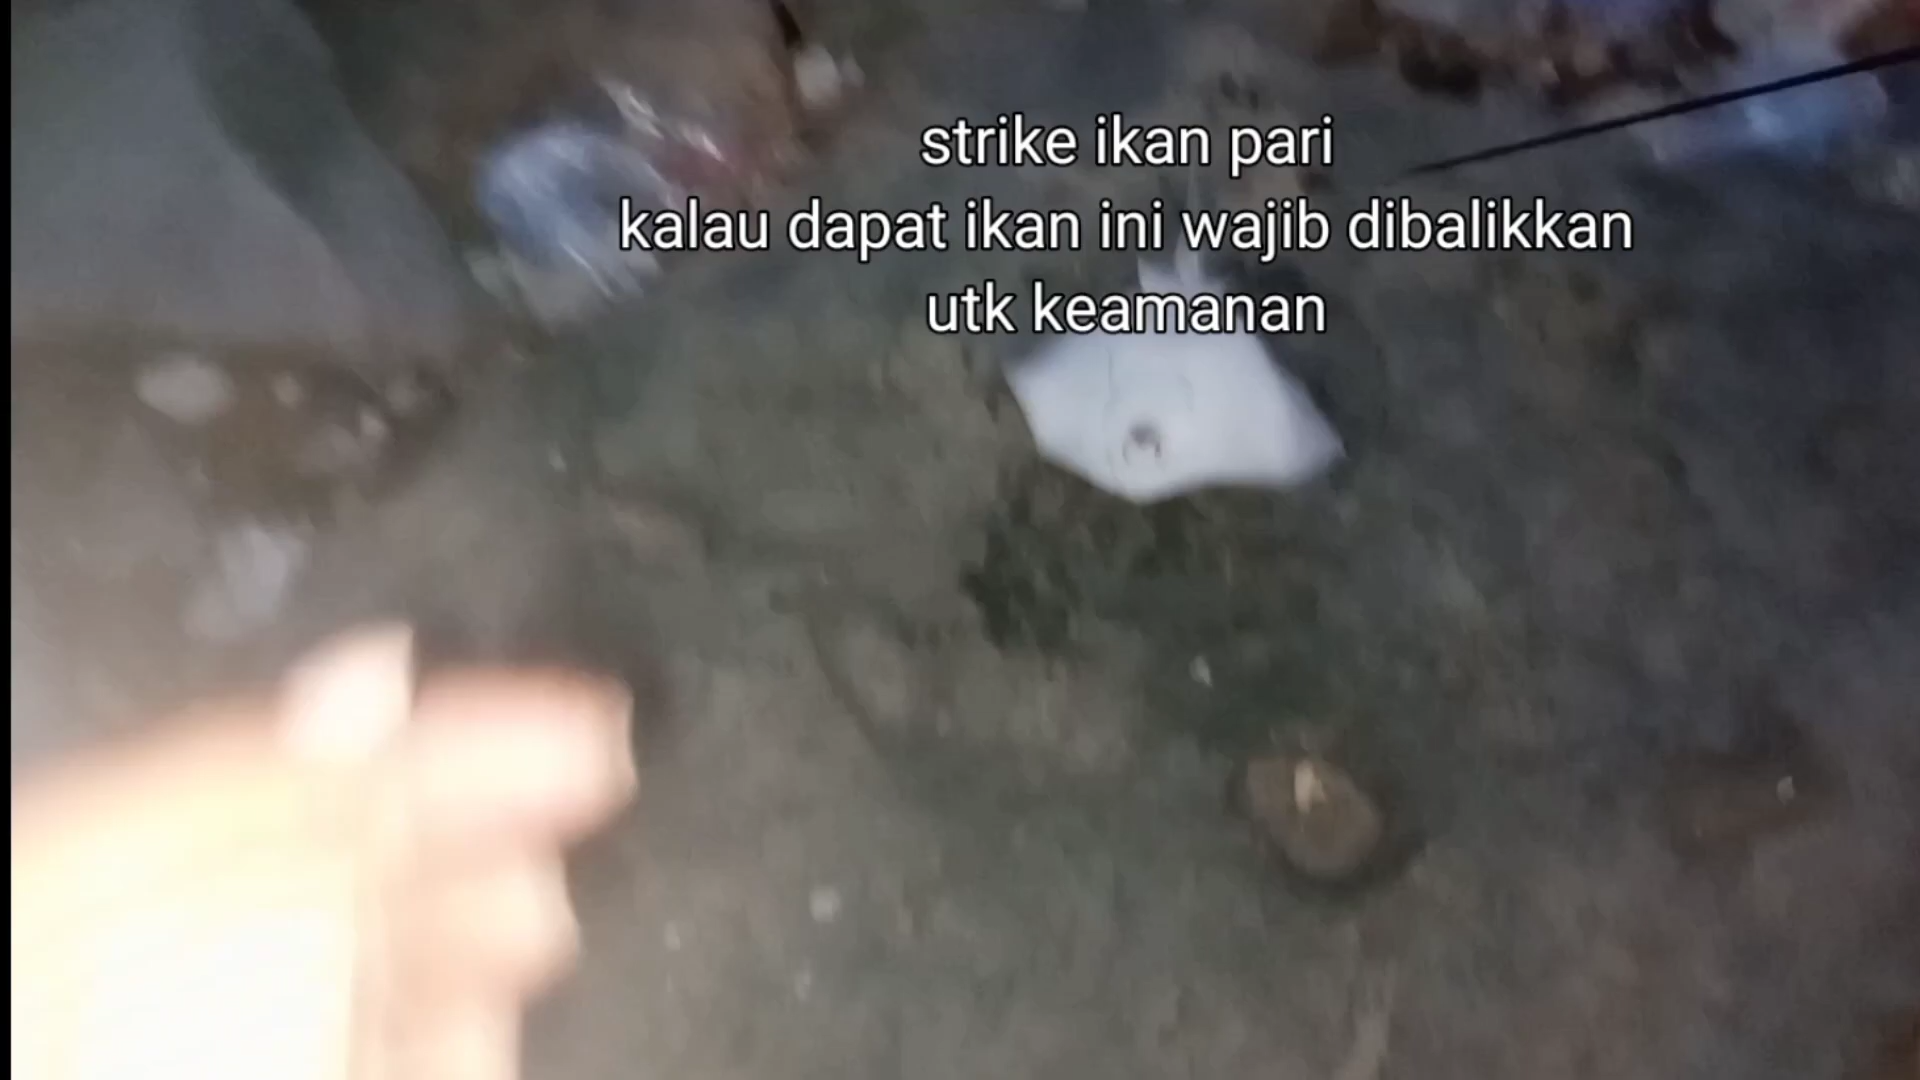 strike ikan pari
kalau dapat ikan ini wajib dibalikkan
utk keamanan